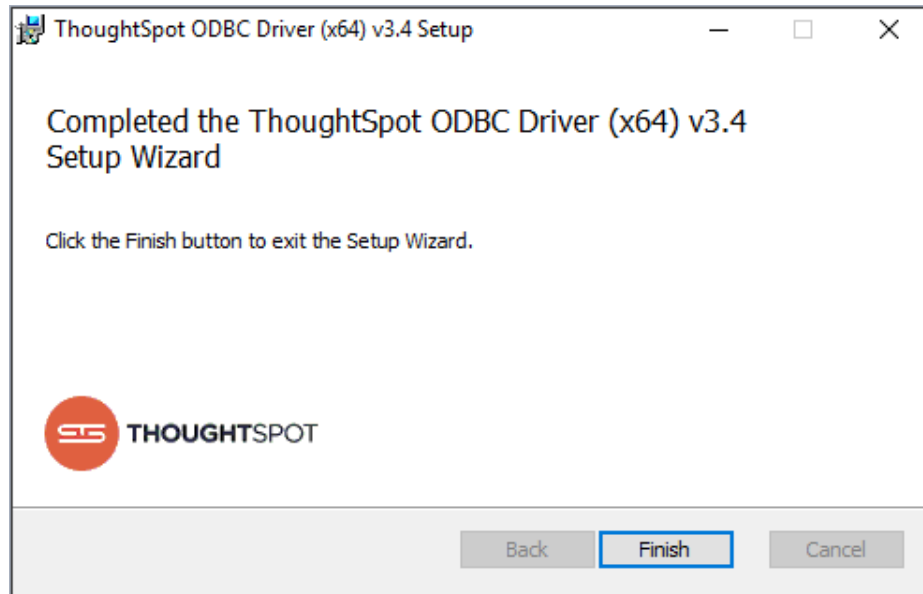 ThoughtSpot ODBC Driver (x64) v3.4 Setup
Completed the ThoughtSpot ODBC Driver (x64) v3.4
Setup Wizard
Click the Finish button to exit the Setup Wizard.
THOUGHTSPOT
Back Finish Cancel